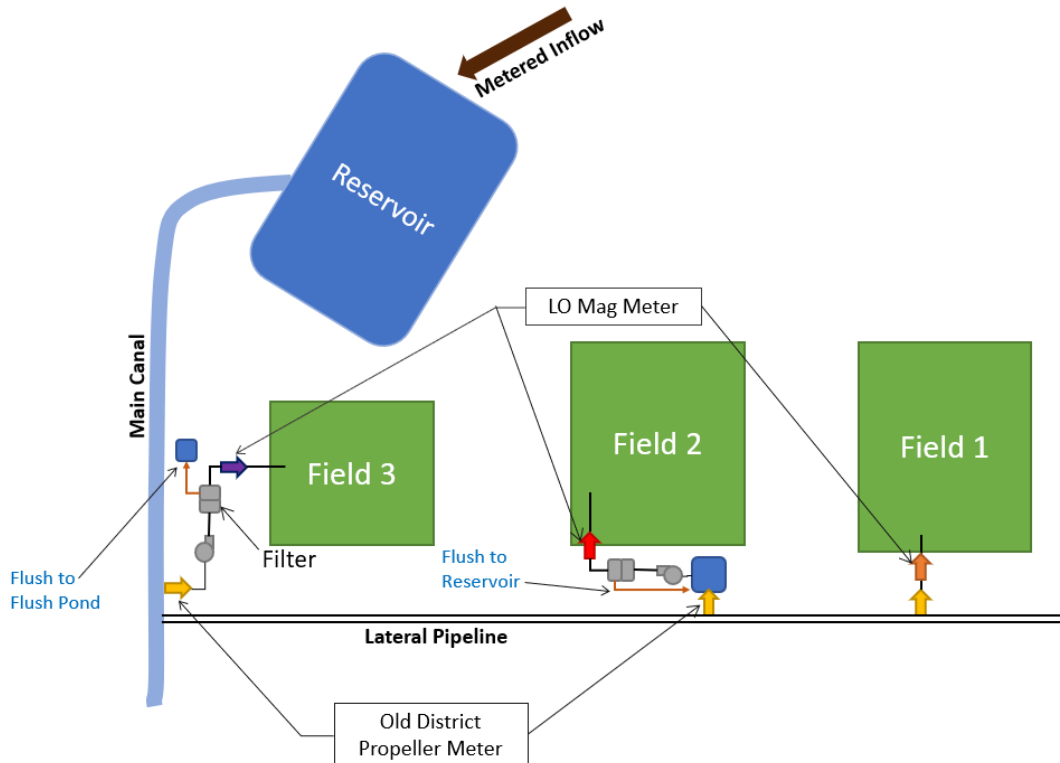 Metered Inflow
Reservoir
Main Canal
LO Mag Meter
Field 3
Field 2
Field 1
Filter
Flush to
Flush Pond
Flush to
Reservoir
Lateral Pipeline
Old District
Propeller Meter